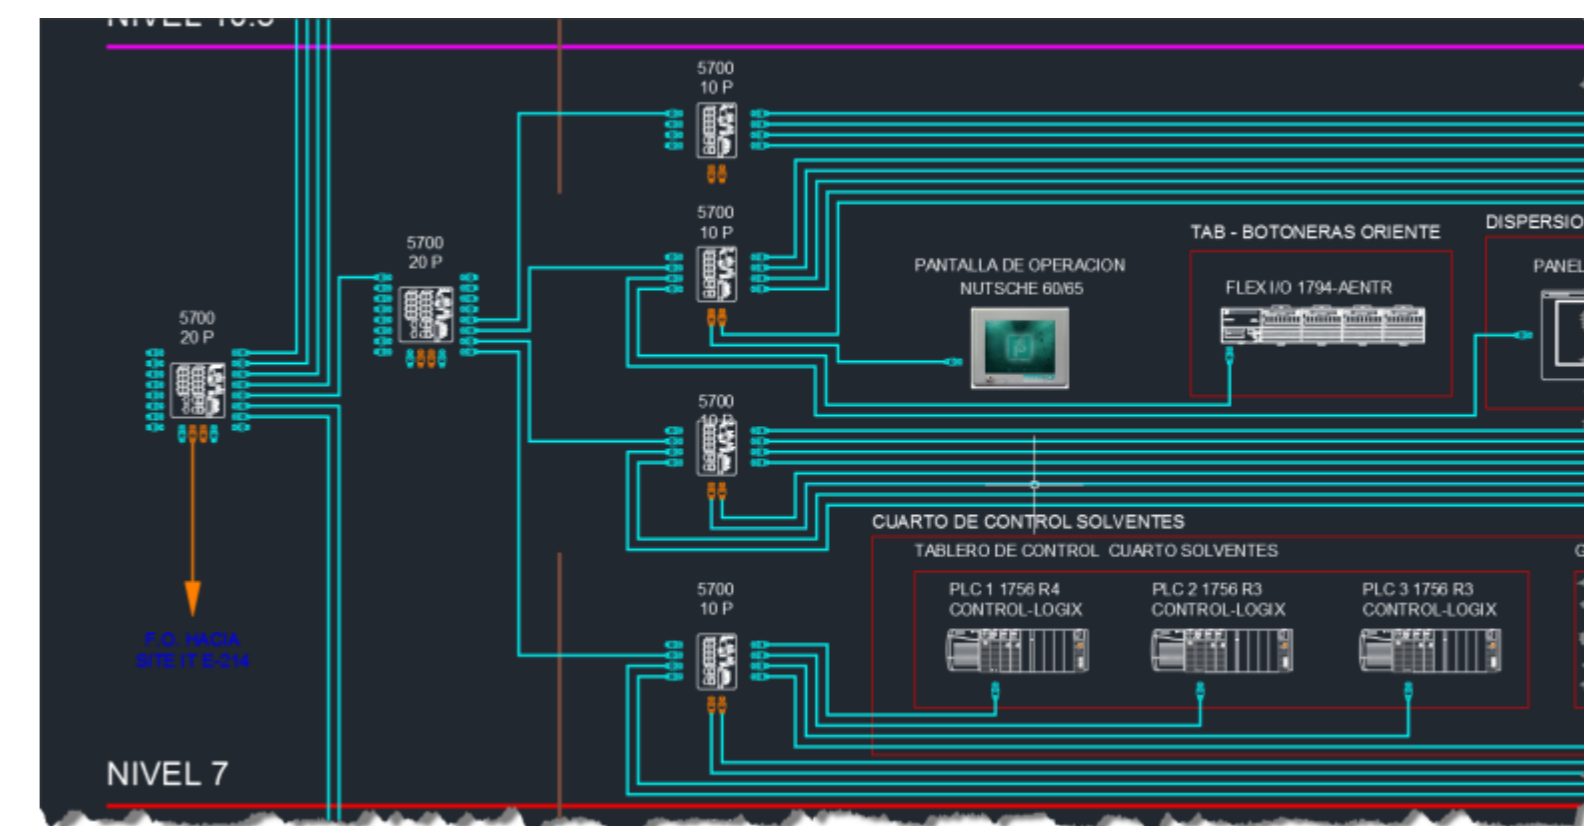 NIVEL 10.5
5700
10 P
5700
10 P
TAB - BOTONERAS ORIENTE
DISPERSIO
5700
20 P
PANTALLA DE OPERACION
NUTSCHE 60/65
FLEX I/O 1794-AENTR
PANEL
5700
20 P
5700
10 P
CUARTO DE CONTROL SOLVENTES
TABLERO DE CONTROL CUARTO SOLVENTES
G
5700
10 P
PLC 1 1756 R4
CONTROL-LOGIX
PLC 2 1756 R3
CONTROL-LOGIX
PLC 3 1756 R3
CONTROL-LOGIX
F.O. HACIA
SITE IT E-214
NIVEL 7